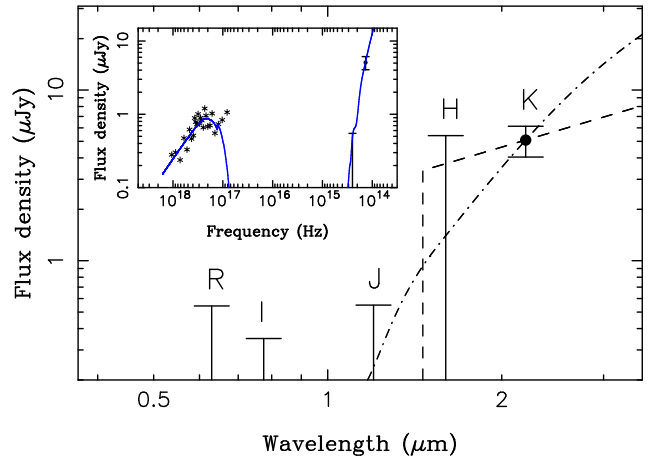 Flux density (μJy)
10
1
0.5
1
2
Wavelength (μm)
R
I
J
H
K
Flux density (μJy)
10
1
0.1
10^18
10^17
10^16
10^15
10^14
Frequency (Hz)